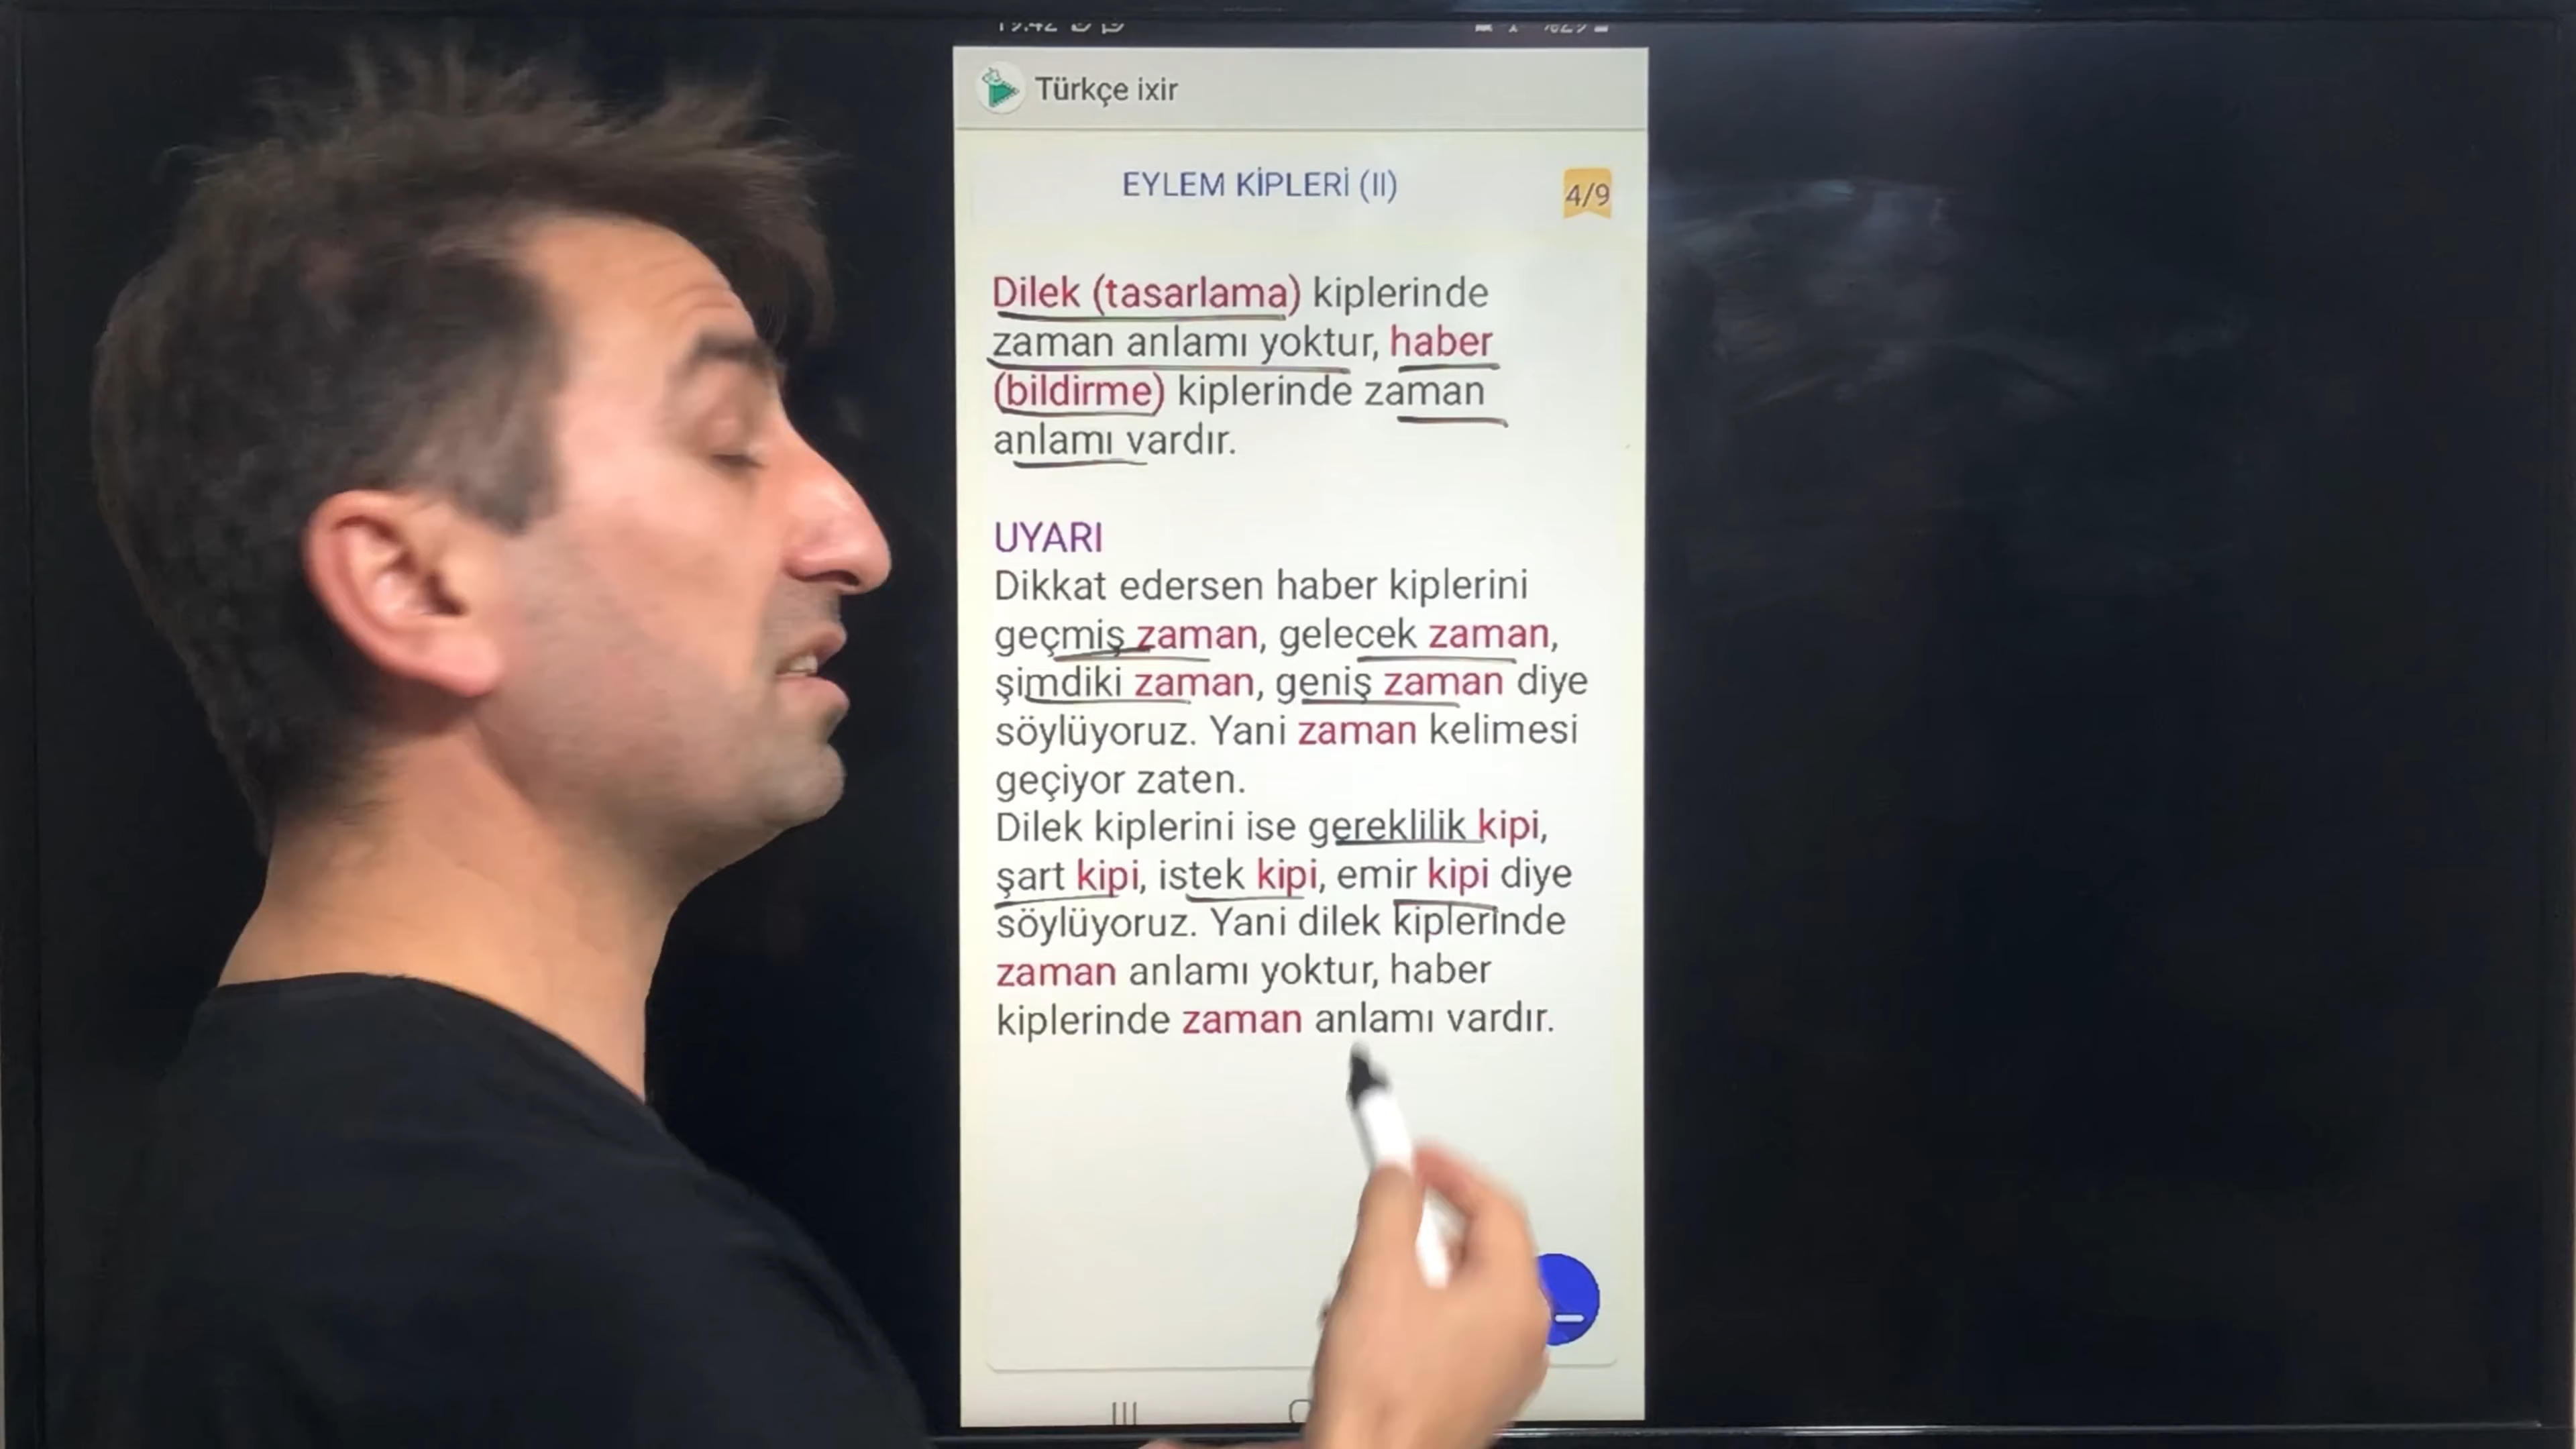 Türkçe ixir
EYLEM KİPLERİ (II)
4/9
Dilek (tasarlama) kiplerinde
zaman anlamı yoktur, haber
(bildirme) kiplerinde zaman
anlamı vardır.
UYARI
Dikkat edersen haber kiplerini
geçmiş zaman, gelecek zaman,
şimdiki zaman, geniş zaman diye
söylüyoruz. Yani zaman kelimesi
geçiyor zaten.
Dilek kiplerini ise gereklilik kipi,
şart kipi, istek kipi, emir kipi diye
söylüyoruz. Yani dilek kiplerinde
zaman anlamı yoktur, haber
kiplerinde zaman anlamı vardır.